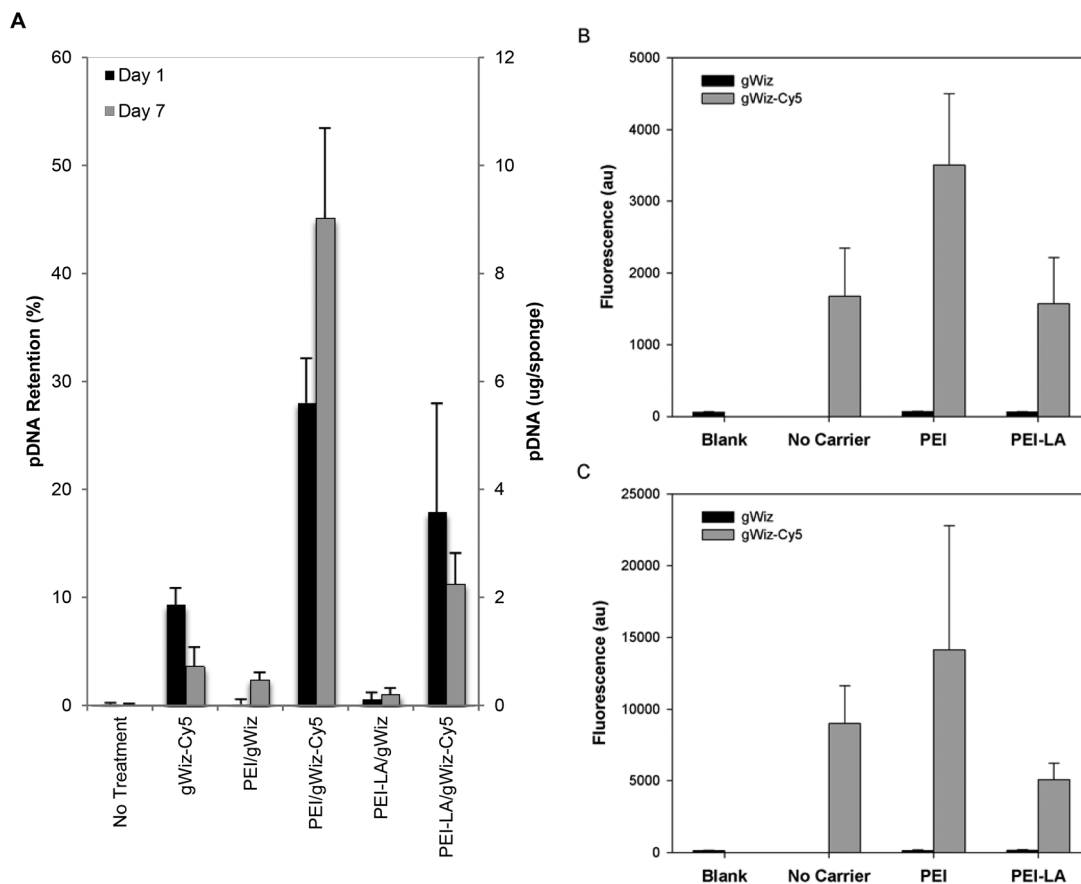 A
60
50
40
30
20
10
0
pDNA Retention (%)
Day 1
Day 7
12
10
8
6
4
2
0
pDNA (ug/sponge)
No Treatment
gWiz-Cy5
PEI/gWiz
PEI/gWiz-Cy5
PEI-LA/gWiz
PEI-LA/gWiz-Cy5
B
5000
4000
3000
2000
1000
0
Fluorescence (au)
gWiz
gWiz-Cy5
Blank
No Carrier
PEI
PEI-LA
C
25000
20000
15000
10000
5000
0
Fluorescence (au)
gWiz
gWiz-Cy5
Blank
No Carrier
PEI
PEI-LA